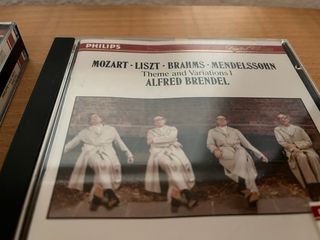 PHILIPS
MOZART · LISZT · BRAHMS · MENDELSSOHN
Theme and Variations I
ALFRED BRENDEL